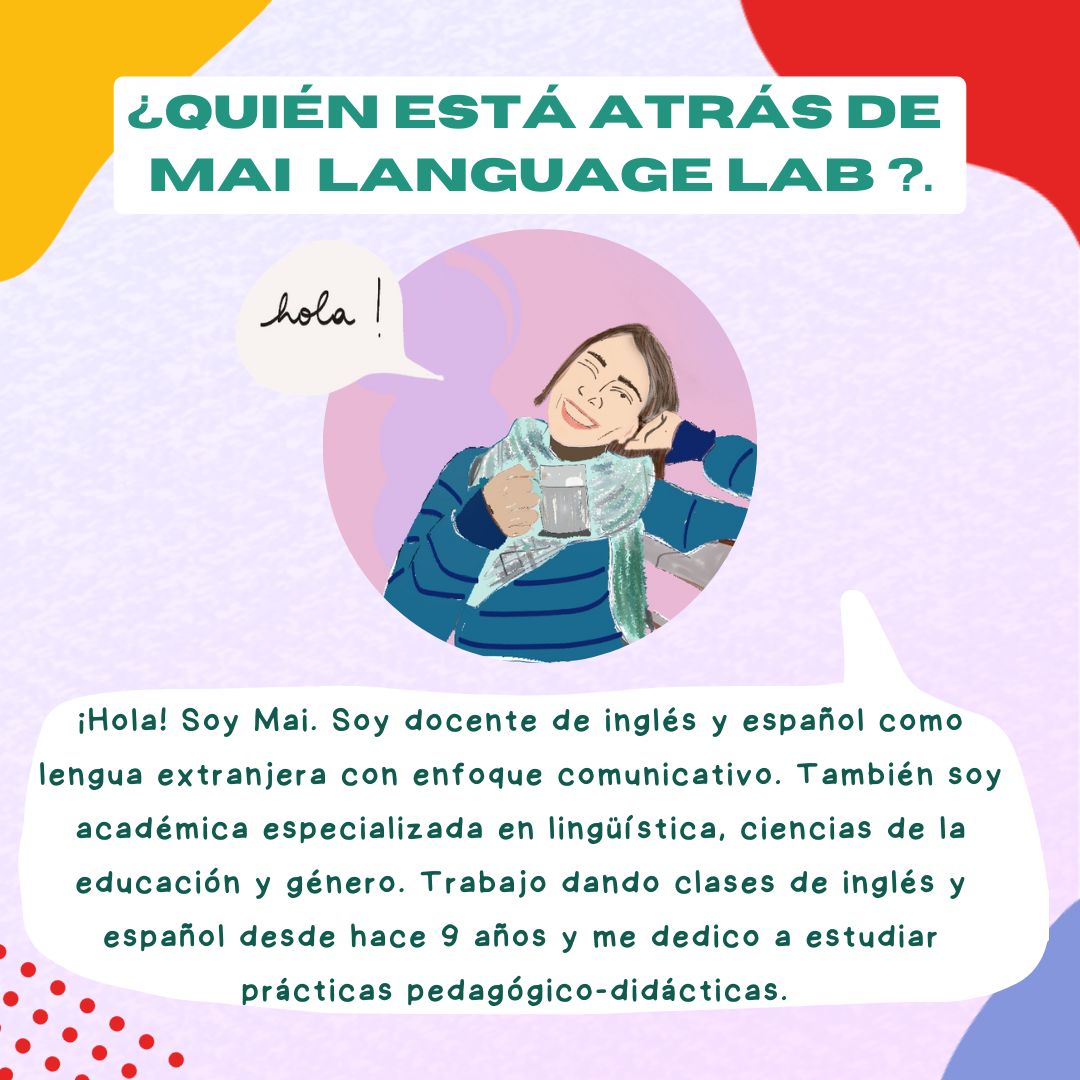 ¿QUIÉN ESTÁ ATRÁS DE
MAI LANGUAGE LAB ?.
hola !
¡Hola! Soy Mai. Soy docente de inglés y español como
lengua extranjera con enfoque comunicativo. También soy
académica especializada en lingüística, ciencias de la
educación y género. Trabajo dando clases de inglés y
español desde hace 9 años y me dedico a estudiar
prácticas pedagógico-didácticas.